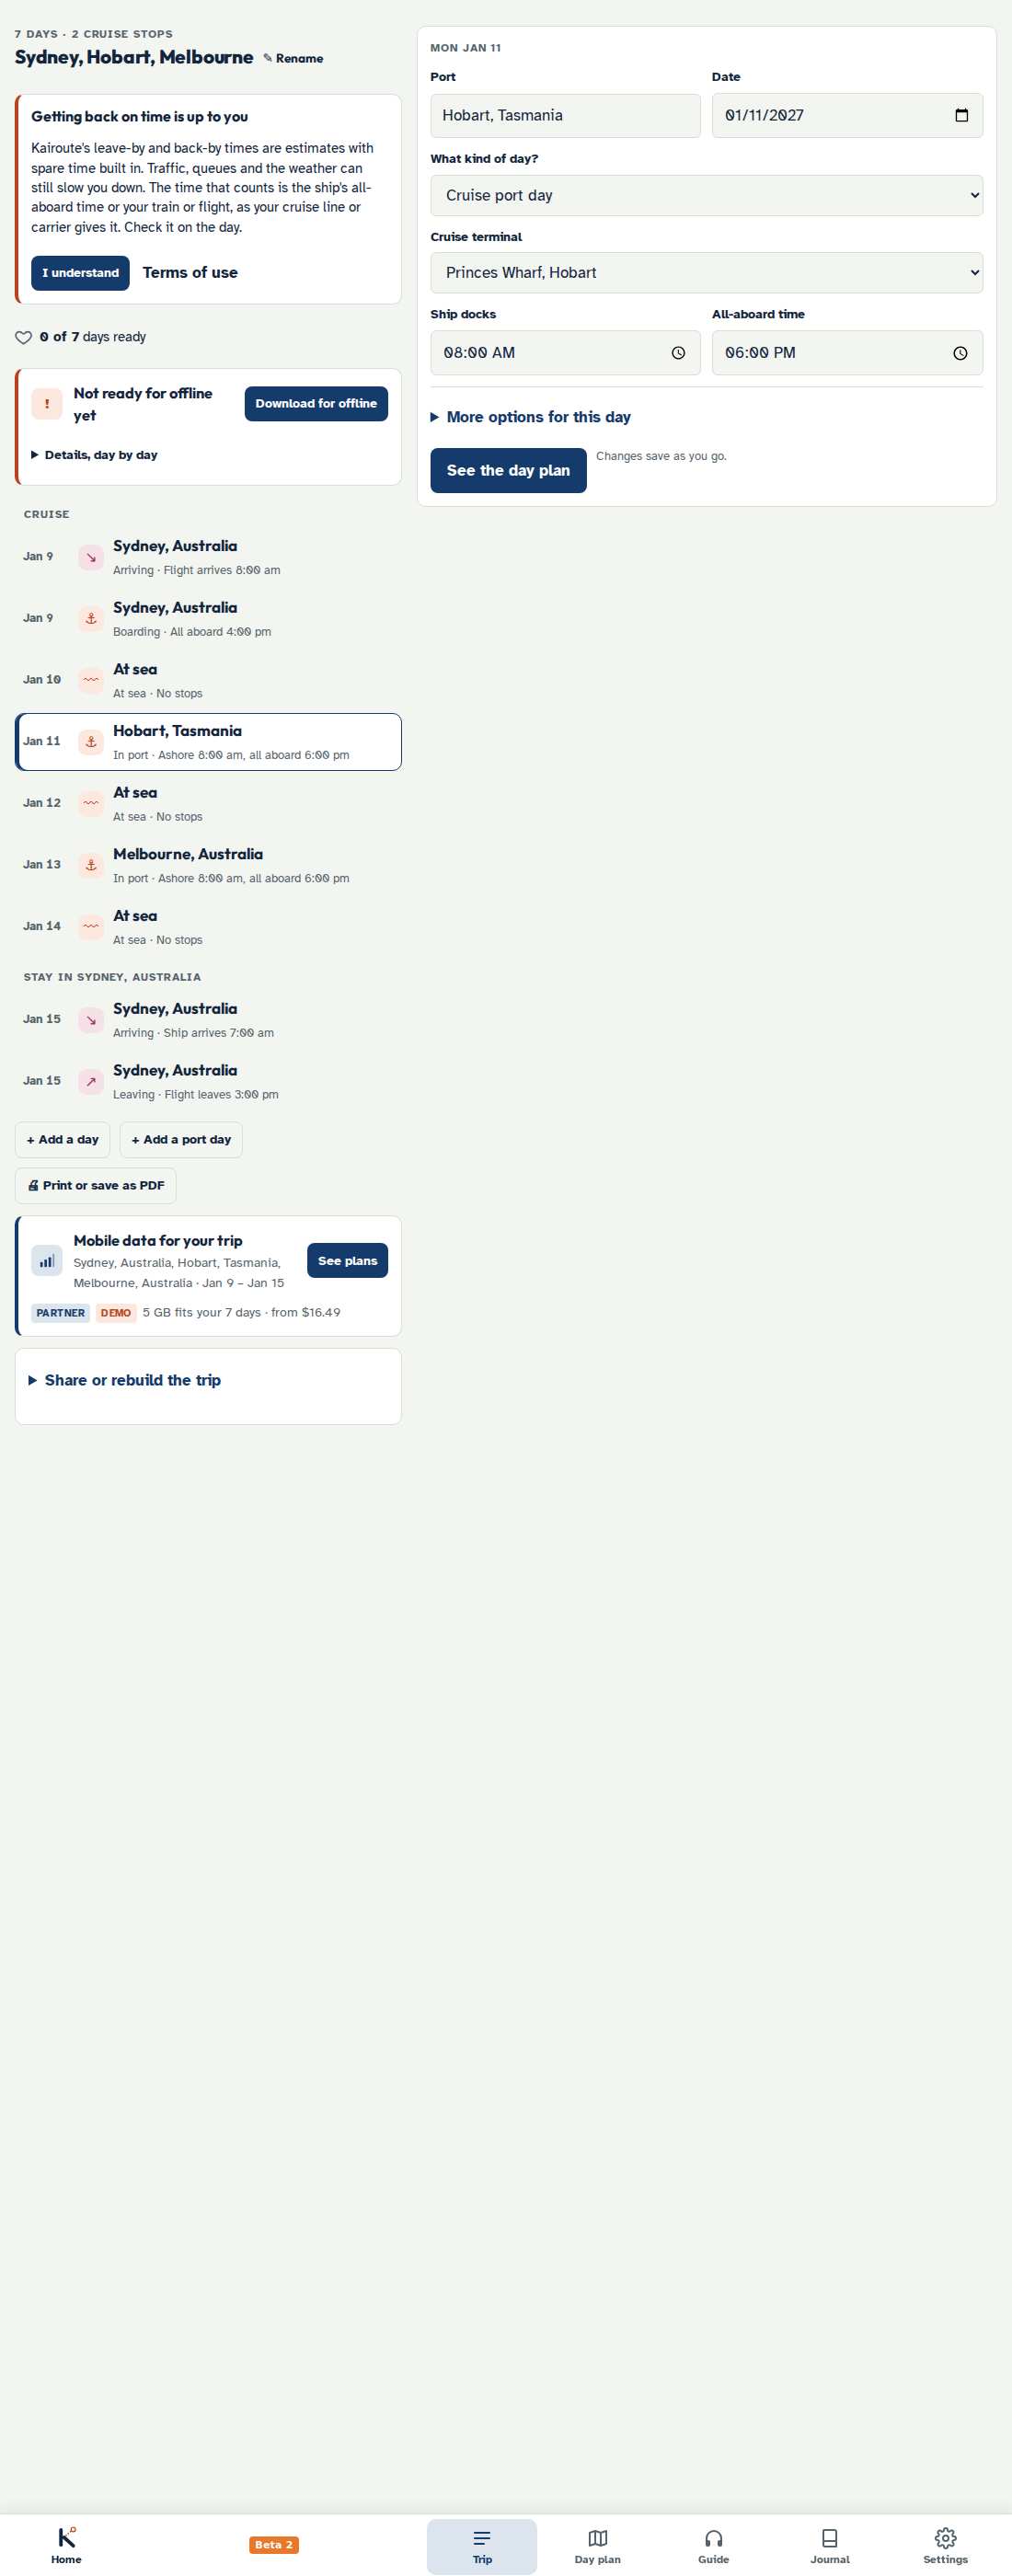 7 DAYS · 2 CRUISE STOPS
Sydney, Hobart, Melbourne ✎ Rename
Getting back on time is up to you
Kairoute's leave-by and back-by times are estimates with
spare time built in. Traffic, queues and the weather can
still slow you down. The time that counts is the ship's all-
aboard time or your train or flight, as your cruise line or
carrier gives it. Check it on the day.
I understand
Terms of use
0 of 7 days ready
! Not ready for offline
yet
Download for offline
▶ Details, day by day
CRUISE
Jan 9 ↘ Sydney, Australia
Arriving · Flight arrives 8:00 am
Jan 9 Sydney, Australia
Boarding · All aboard 4:00 pm
Jan 10 At sea
At sea · No stops
Jan 11 Hobart, Tasmania
In port · Ashore 8:00 am, all aboard 6:00 pm
Jan 12 At sea
At sea · No stops
Jan 13 Melbourne, Australia
In port · Ashore 8:00 am, all aboard 6:00 pm
Jan 14 At sea
At sea · No stops
STAY IN SYDNEY, AUSTRALIA
Jan 15 ↘ Sydney, Australia
Arriving · Ship arrives 7:00 am
Jan 15 ↗ Sydney, Australia
Leaving · Flight leaves 3:00 pm
+ Add a day
+ Add a port day
Print or save as PDF
Mobile data for your trip
Sydney, Australia, Hobart, Tasmania,
Melbourne, Australia · Jan 9 – Jan 15
See plans
PARTNER DEMO 5 GB fits your 7 days · from $16.49
▶ Share or rebuild the trip
MON JAN 11
Port
Hobart, Tasmania
Date
01/11/2027
What kind of day?
Cruise port day
Cruise terminal
Princes Wharf, Hobart
Ship docks
08:00 AM
All-aboard time
06:00 PM
▶ More options for this day
See the day plan
Changes save as you go.
Home
Beta 2
Trip
Day plan
Guide
Journal
Settings